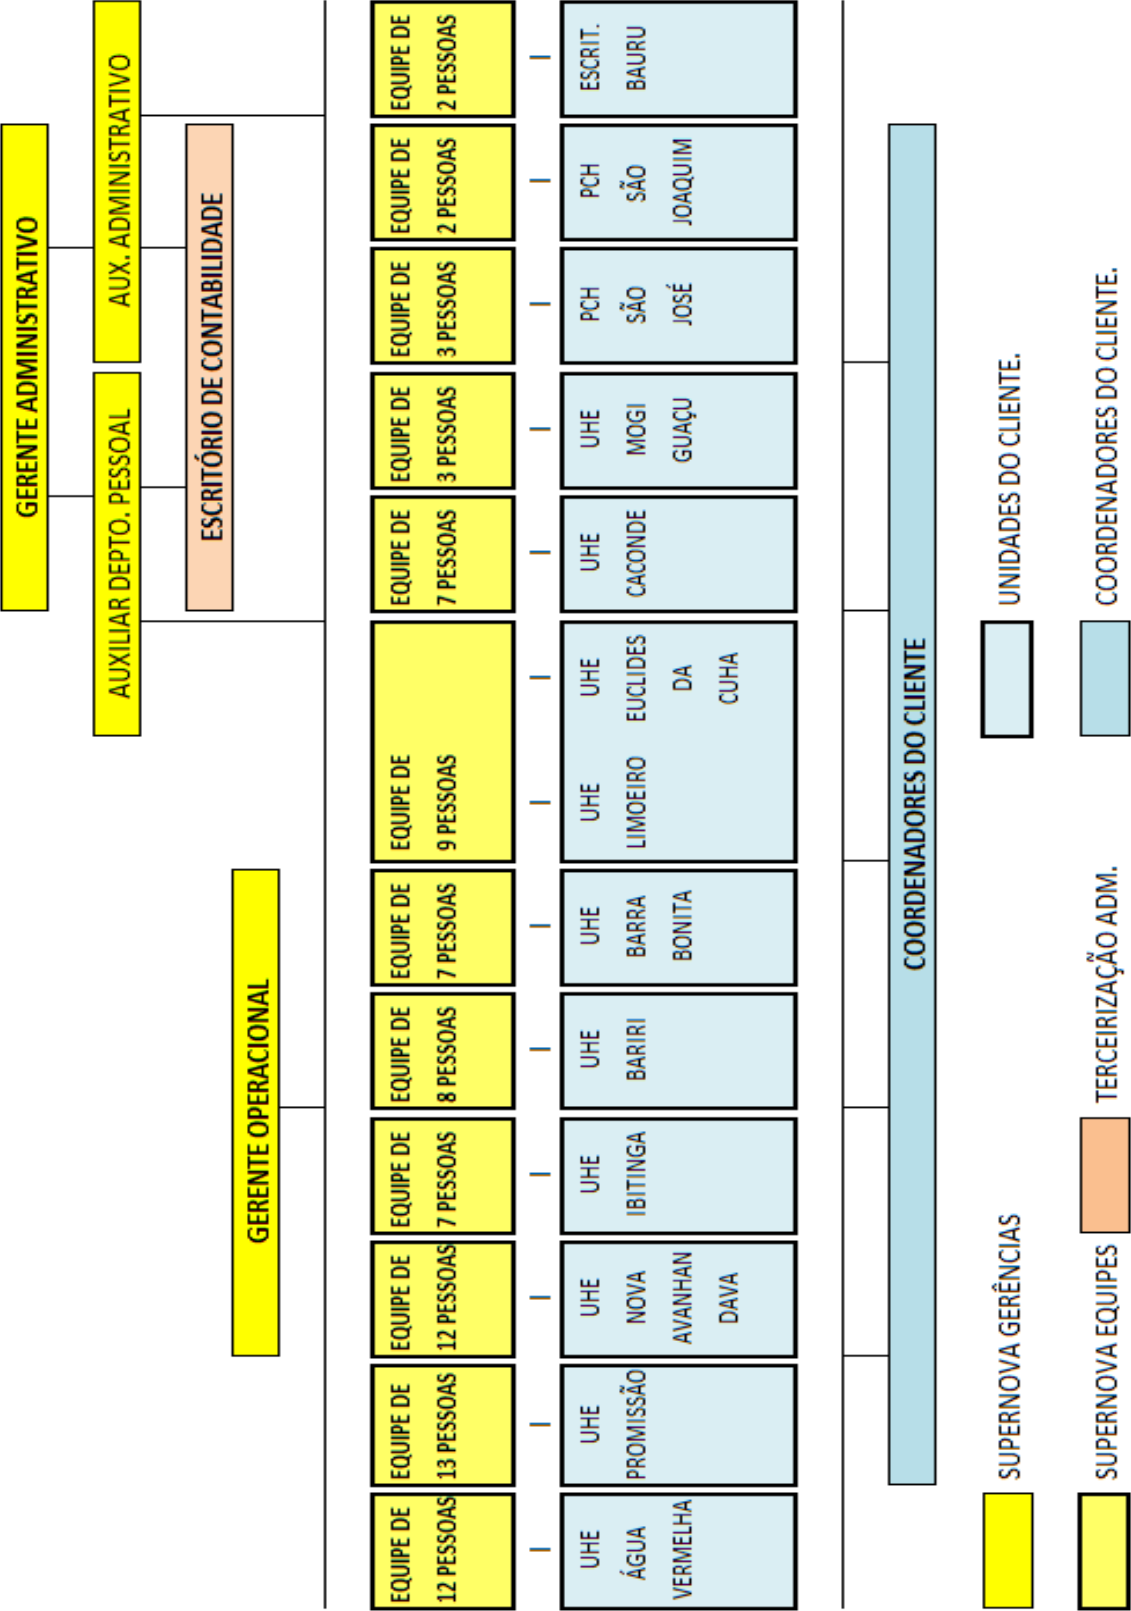 GERENTE ADMINISTRATIVO
AUXILIAR DEPTO. PESSOAL
AUX. ADMINISTRATIVO
ESCRITÓRIO DE CONTABILIDADE
GERENTE OPERACIONAL
EQUIPE DE
12 PESSOAS
EQUIPE DE
13 PESSOAS
EQUIPE DE
12 PESSOAS
EQUIPE DE
7 PESSOAS
EQUIPE DE
8 PESSOAS
EQUIPE DE
7 PESSOAS
EQUIPE DE
9 PESSOAS
EQUIPE DE
7 PESSOAS
EQUIPE DE
3 PESSOAS
EQUIPE DE
3 PESSOAS
EQUIPE DE
2 PESSOAS
EQUIPE DE
2 PESSOAS
UHE
ÁGUA
VERMELHA
UHE
PROMISSÃO
UHE
NOVA
AVANHAN
DAVA
UHE
IBITINGA
UHE
BARIRI
UHE
BARRA
BONITA
UHE
LIMOEIRO
UHE
EUCLIDES
DA
CUHA
UHE
CACONDE
UHE
MOGI
GUAÇU
PCH
SÃO
JOSÉ
PCH
SÃO
JOAQUIM
ESCRIT.
BAURU
COORDENADORES DO CLIENTE
SUPERNOVA GERÊNCIAS
UNIDADES DO CLIENTE.
SUPERNOVA EQUIPES
TERCEIRIZAÇÃO ADM.
COORDENADORES DO CLIENTE.